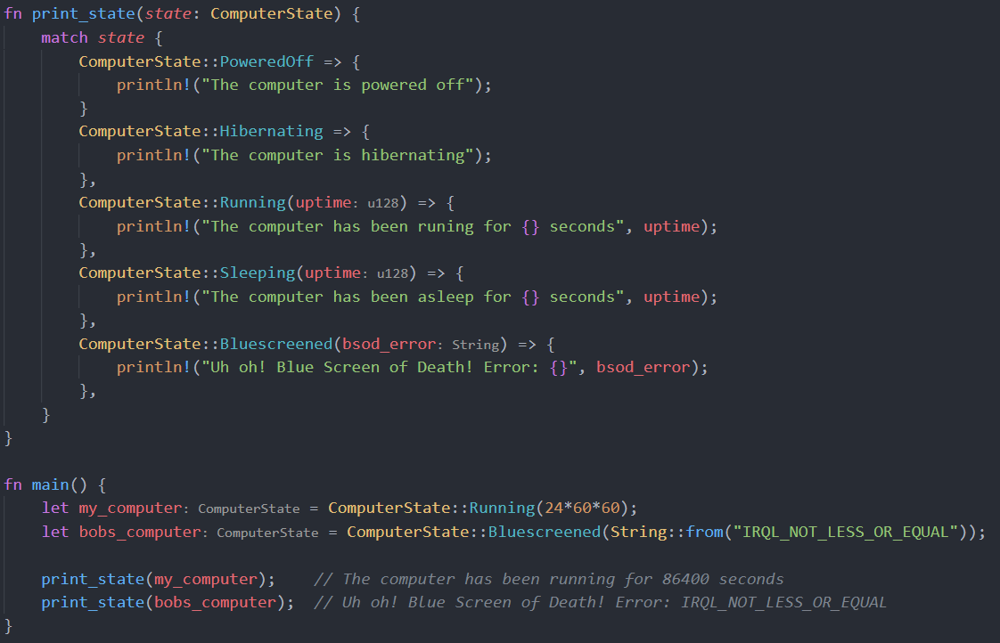 fn print_state(state: ComputerState) {
    match state {
        ComputerState::PoweredOff => {
            println!("The computer is powered off");
        }
        ComputerState::Hibernating => {
            println!("The computer is hibernating");
        },
        ComputerState::Running(uptime: u128) => {
            println!("The computer has been runing for {} seconds", uptime);
        },
        ComputerState::Sleeping(uptime: u128) => {
            println!("The computer has been asleep for {} seconds", uptime);
        },
        ComputerState::Bluescreened(bsod_error: String) => {
            println!("Uh oh! Blue Screen of Death! Error: {}", bsod_error);
        },
    }
}

fn main() {
    let my_computer: ComputerState = ComputerState::Running(24*60*60);
    let bobs_computer: ComputerState = ComputerState::Bluescreened(String::from("IRQL_NOT_LESS_OR_EQUAL"));

    print_state(my_computer);    // The computer has been running for 86400 seconds
    print_state(bobs_computer);  // Uh oh! Blue Screen of Death! Error: IRQL_NOT_LESS_OR_EQUAL
}